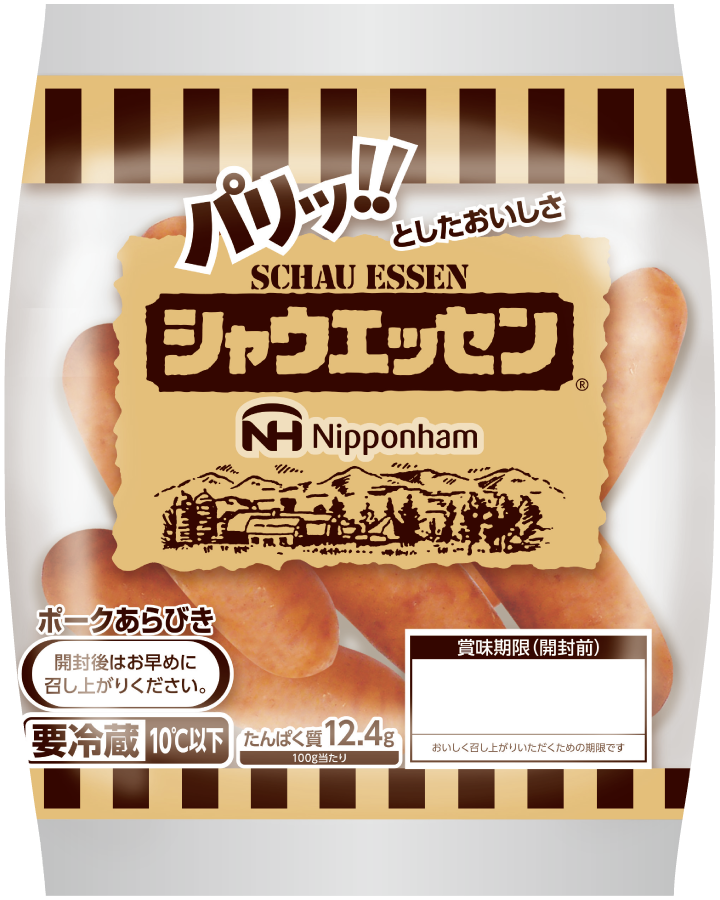 パリッ!!
としたおいしさ
SCHAU ESSEN
シャウエッセン®
NH Nipponham
ポークあらびき
開封後はお早めに
召し上がりください。
要冷蔵 10℃以下
たんぱく質12.4g
100g当たり
賞味期限(開封前)
おいしく召し上がりいただくための期限です